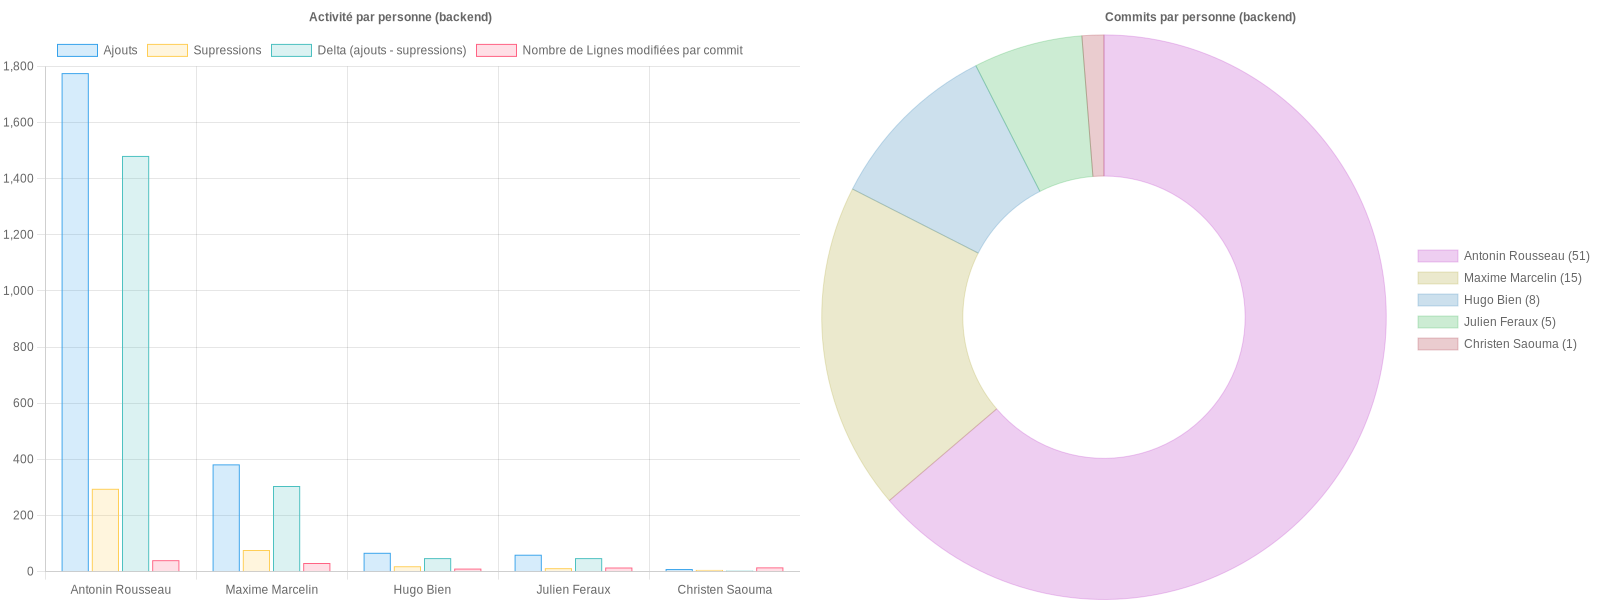 Activité par personne (backend)
Ajouts
Supressions
Delta (ajouts - supressions)
Nombre de Lignes modifiées par commit
1,800
1,600
1,400
1,200
1,000
800
600
400
200
0
Antonin Rousseau
Maxime Marcelin
Hugo Bien
Julien Feraux
Christen Saouma
Commits par personne (backend)
Antonin Rousseau (51)
Maxime Marcelin (15)
Hugo Bien (8)
Julien Feraux (5)
Christen Saouma (1)